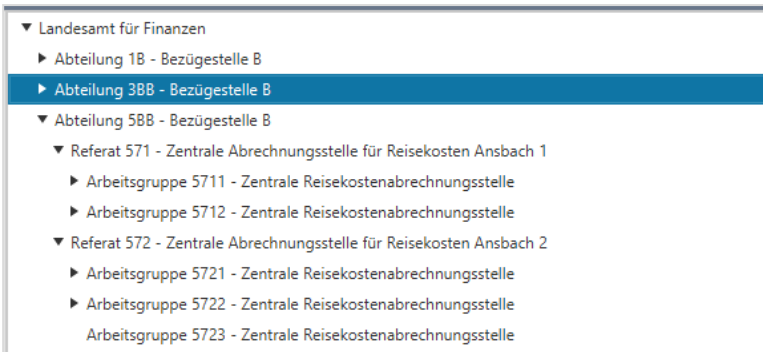 Landesamt für Finanzen
Abteilung 1B - Bezügestelle B
Abteilung 3BB - Bezügestelle B
Abteilung 5BB - Bezügestelle B
Referat 571 - Zentrale Abrechnungsstelle für Reisekosten Ansbach 1
Arbeitsgruppe 5711 - Zentrale Reisekostenabrechnungsstelle
Arbeitsgruppe 5712 - Zentrale Reisekostenabrechnungsstelle
Referat 572 - Zentrale Abrechnungsstelle für Reisekosten Ansbach 2
Arbeitsgruppe 5721 - Zentrale Reisekostenabrechnungsstelle
Arbeitsgruppe 5722 - Zentrale Reisekostenabrechnungsstelle
Arbeitsgruppe 5723 - Zentrale Reisekostenabrechnungsstelle